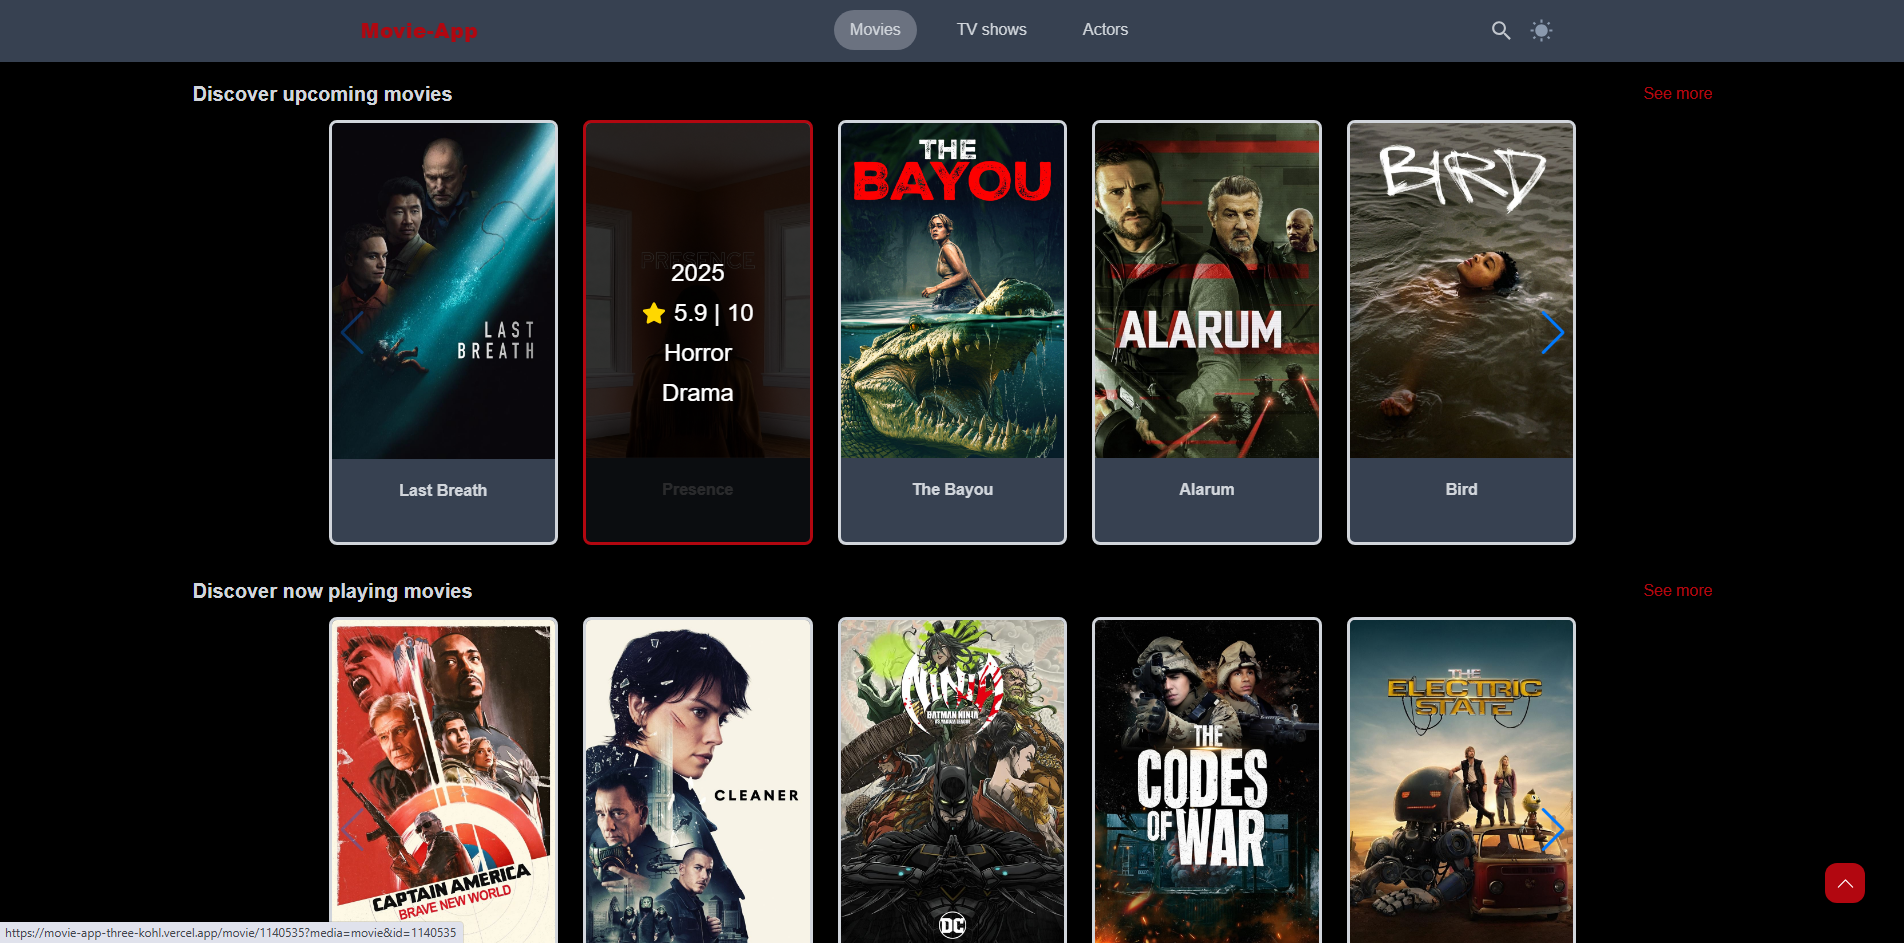 Movie-App
Movies
TV shows
Actors
Discover upcoming movies
See more
LAST
BREATH
Last Breath
PRESENCE
2025
5.9 | 10
Horror
Drama
Presence
THE
BAYOU
The Bayou
ALARUM
Alarum
BIRD
Bird
Discover now playing movies
See more
CAPTAIN AMERICA
BRAVE NEW WORLD
CLEANER
NINJA
BATMAN NINJA
VS. YAKUZA LEAGUE
DC
THE
CODES
OF WAR
THE
ELECTRIC
STATE
https://movie-app-three-kohl.vercel.app/movie/1140535?media=movie&id=1140535